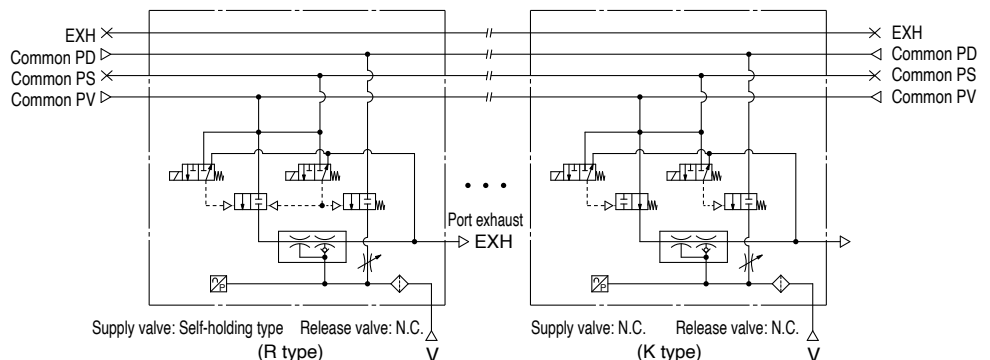 EXH
Common PD
Common PS
Common PV
EXH
Common PD
Common PS
Common PV
Port exhaust
EXH
P
P
Supply valve: Self-holding type Release valve: N.C.
(R type)
V
Supply valve: N.C. Release valve: N.C.
(K type)
V